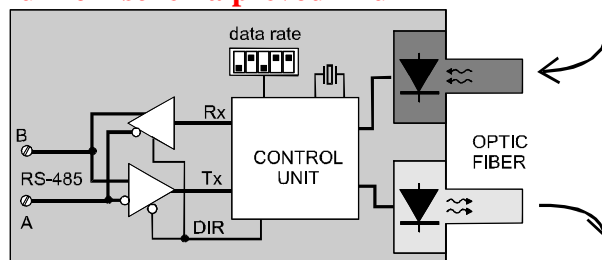 data rate
B
Rx
RS-485
CONTROL
UNIT
OPTIC
FIBER
Tx
A
DIR